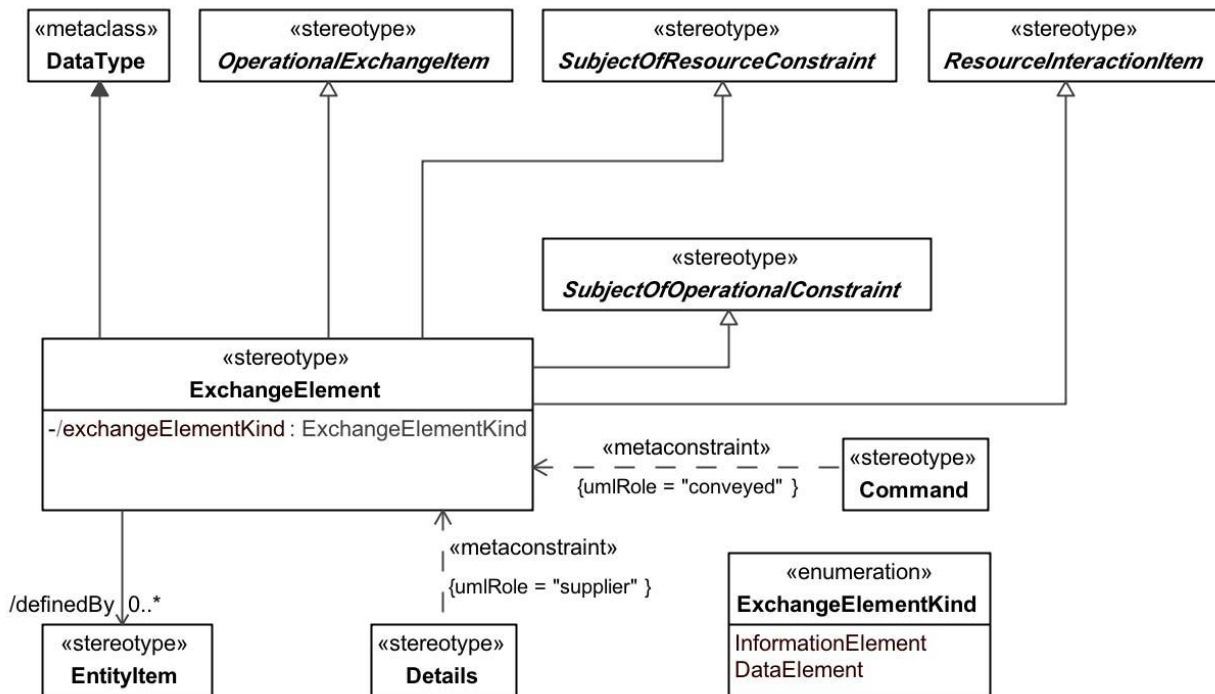 «metaclass»
DataType
«stereotype»
OperationalExchangeItem
«stereotype»
SubjectOfResourceConstraint
«stereotype»
ResourceInteractionItem
«stereotype»
SubjectOfOperationalConstraint
«stereotype»
ExchangeElement
-/exchangeElementKind : ExchangeElementKind
«metaconstraint»
{umlRole = "conveyed" }
«stereotype»
Command
«metaconstraint»
{umlRole = "supplier" }
/definedBy 0..*
«stereotype»
EntityItem
«stereotype»
Details
«enumeration»
ExchangeElementKind
InformationElement
DataElement